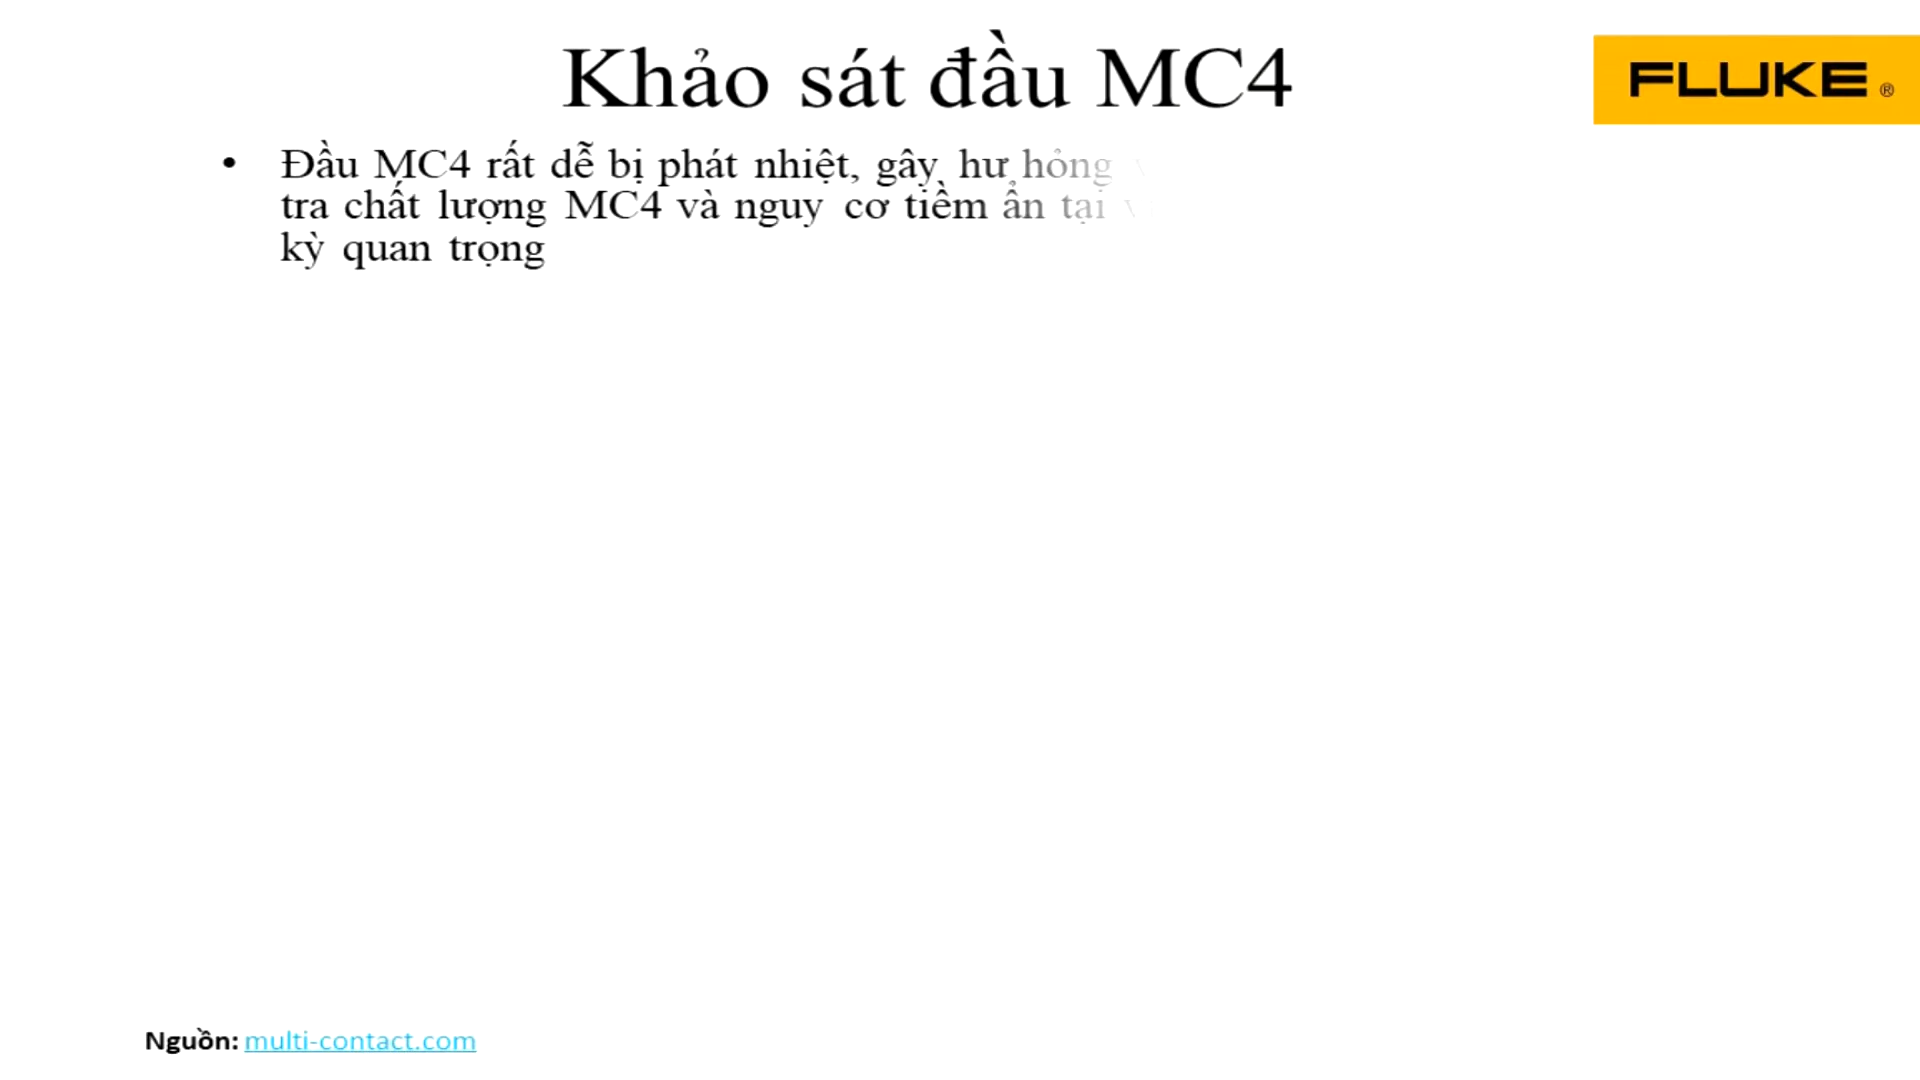 Khảo sát đầu MC4
FLUKE ®
• Đầu MC4 rất dễ bị phát nhiệt, gây hư hỏng
tra chất lượng MC4 và nguy cơ tiềm ẩn tại
kỳ quan trọng
Nguồn: multi-contact.com